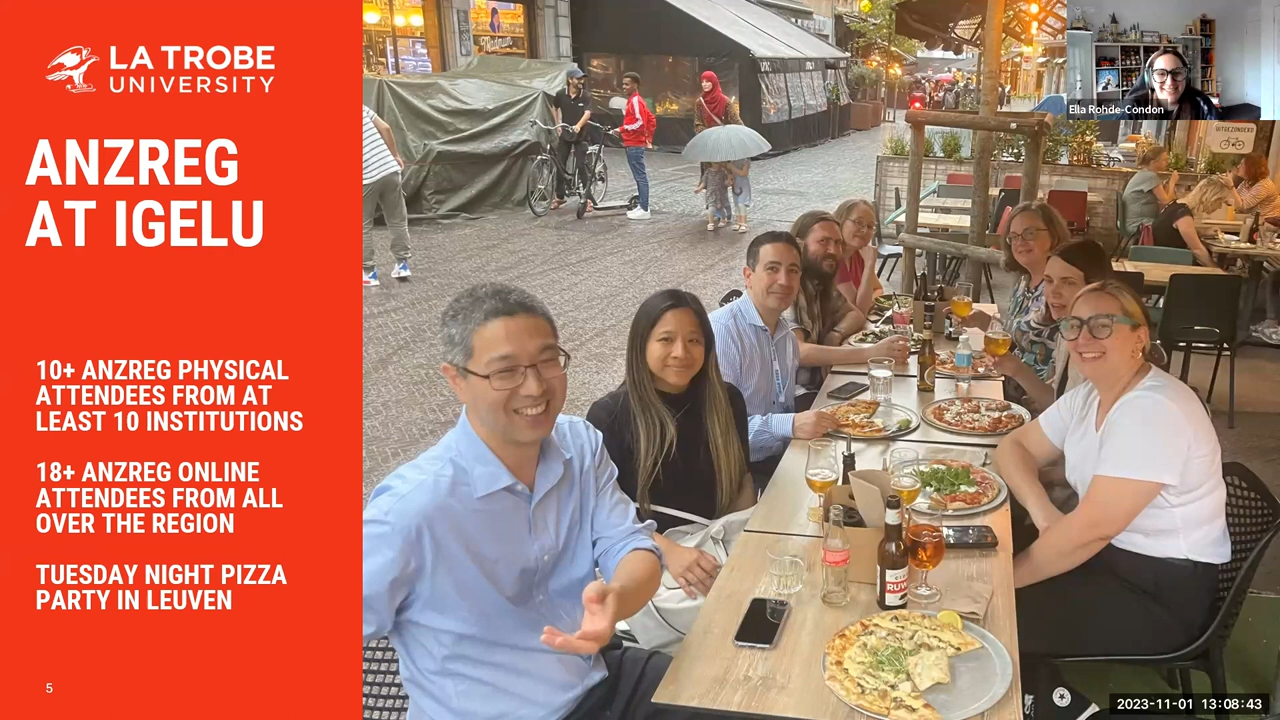 LA TROBE
UNIVERSITY
ANZREG
AT IGELU
10+ ANZREG PHYSICAL
ATTENDEES FROM AT
LEAST 10 INSTITUTIONS
18+ ANZREG ONLINE
ATTENDEES FROM ALL
OVER THE REGION
TUESDAY NIGHT PIZZA
PARTY IN LEUVEN
5
Ella Rohde-Condon
UITGEZONDERD
2023-11-01 13:08:43